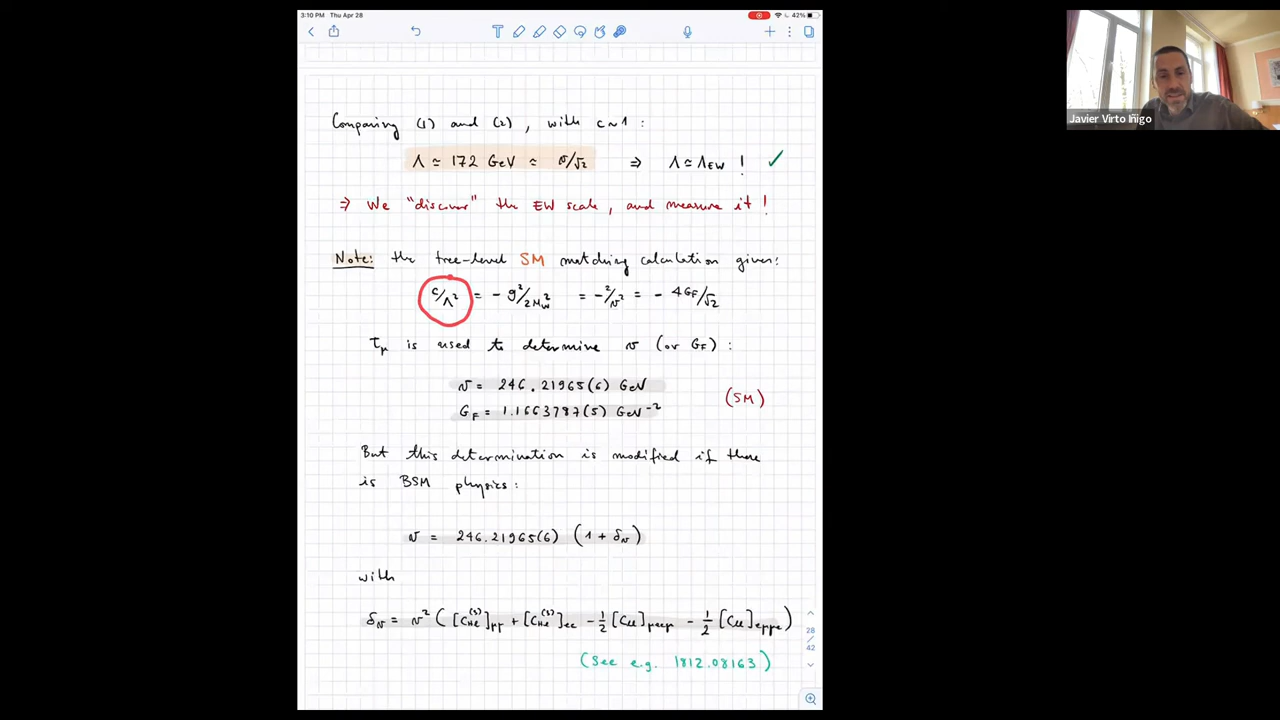 3:10 PM Thu Apr 28
42%
Comparing (1) and (2), with c~1 :
Λ ≃ 172 GeV ≈ v/√2 ⇒ Λ ≃ Λ_EW ! ✓
⇒ We "discover" the EW scale, and measure it !
Note: the tree-level SM matching calculation gives:
c/Λ² = - g²/2M_W² = -2/v² = - 4G_F/√2
τ_μ is used to determine v (or G_F) :
v = 246.21965(6) GeV
G_F = 1.1663787(5) GeV⁻²
(SM)
But this determination is modified if there
is BSM physics:
v = 246.21965(6) (1 + δ_v)
with
δ_v = v² ( [C_Hℓ^(3)]_μμ + [C_Hℓ^(3)]_ee - 1/2 [C_ℓℓ]_μeeμ - 1/2 [C_ℓℓ]_eμμe )
(See e.g. 1812.08163)
28
/
42
Javier Virto Iñigo